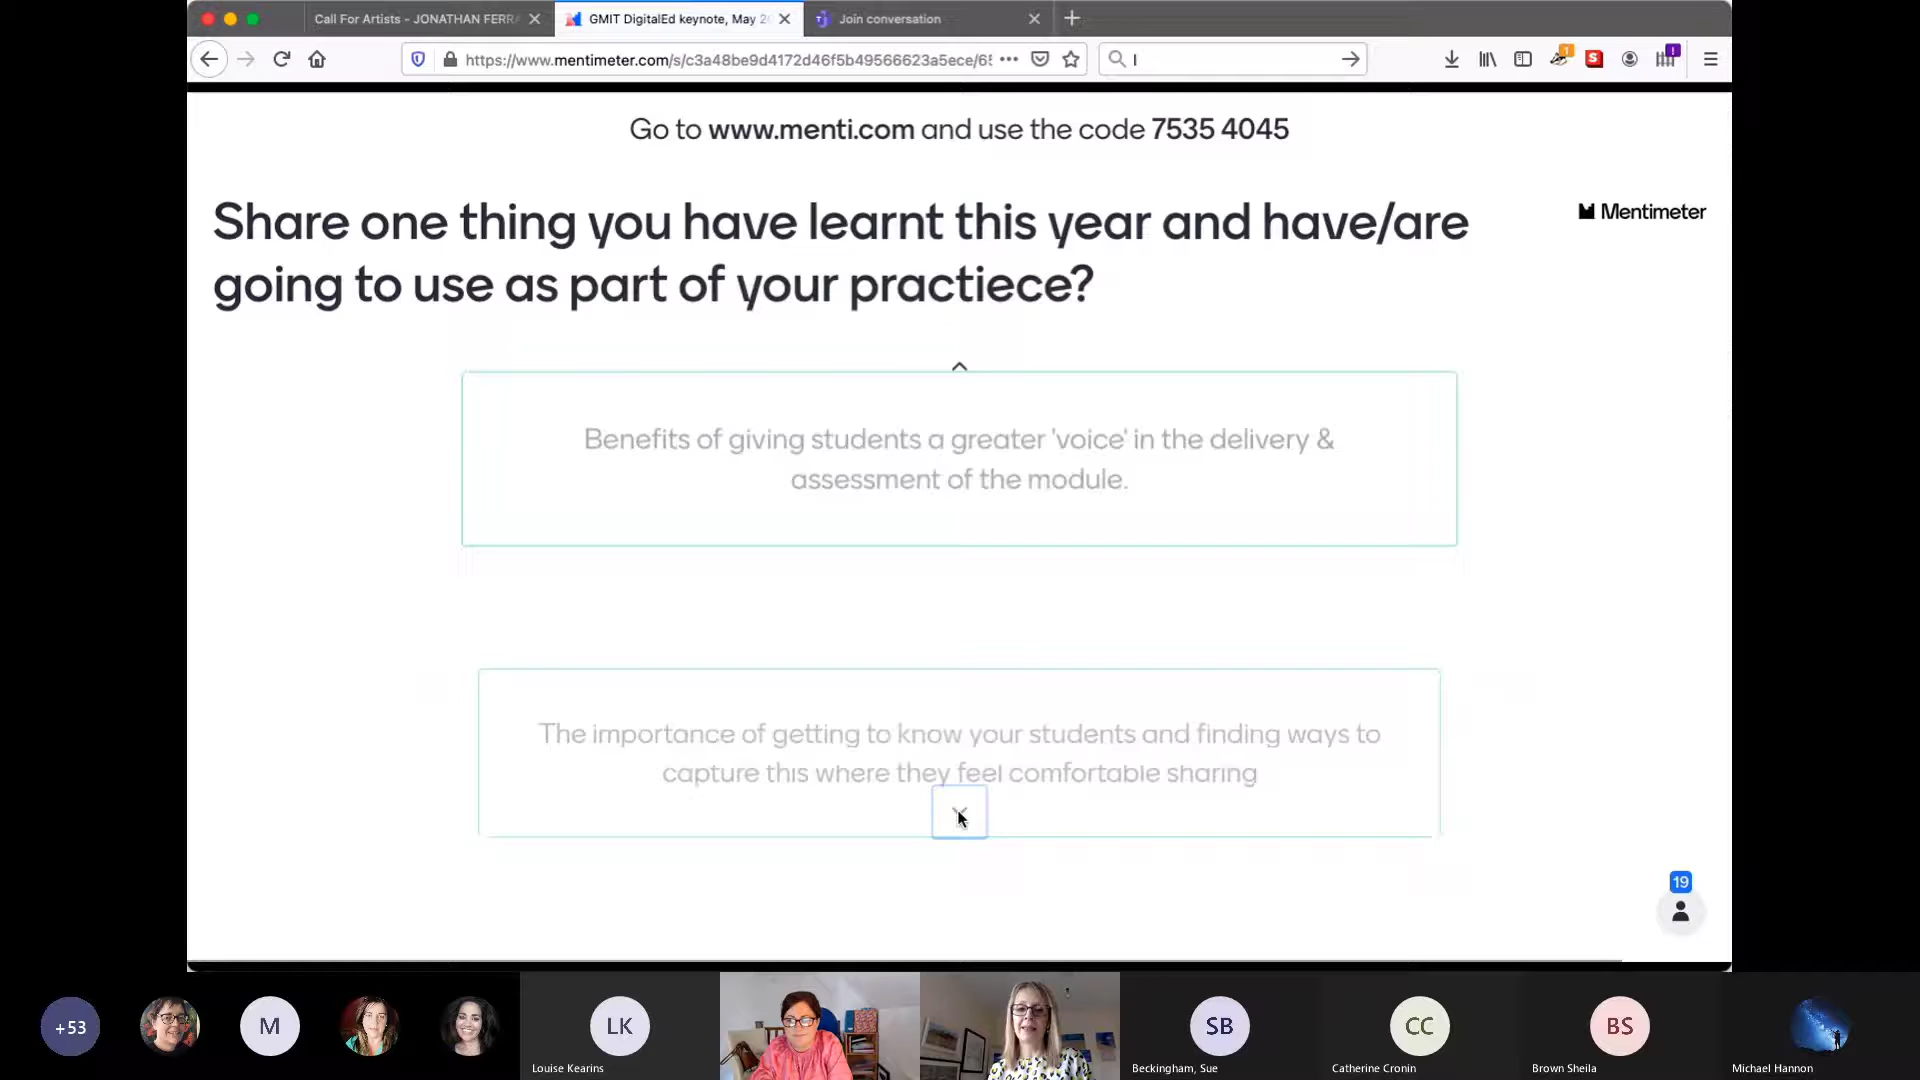 Call For Artists - JONATHAN FERRA
GMIT DigitalEd keynote, May 20
Join conversation
https://www.mentimeter.com/s/c3a48be9d4172d46f5b49566623a5ece/65
Go to www.menti.com and use the code 7535 4045
Share one thing you have learnt this year and have/are
going to use as part of your practiece?
Mentimeter
Benefits of giving students a greater 'voice' in the delivery &
assessment of the module.
The importance of getting to know your students and finding ways to
capture this where they feel comfortable sharing
19
+53
M
LK
SB
CC
BS
Louise Kearins
Beckingham, Sue
Catherine Cronin
Brown Sheila
Michael Hannon